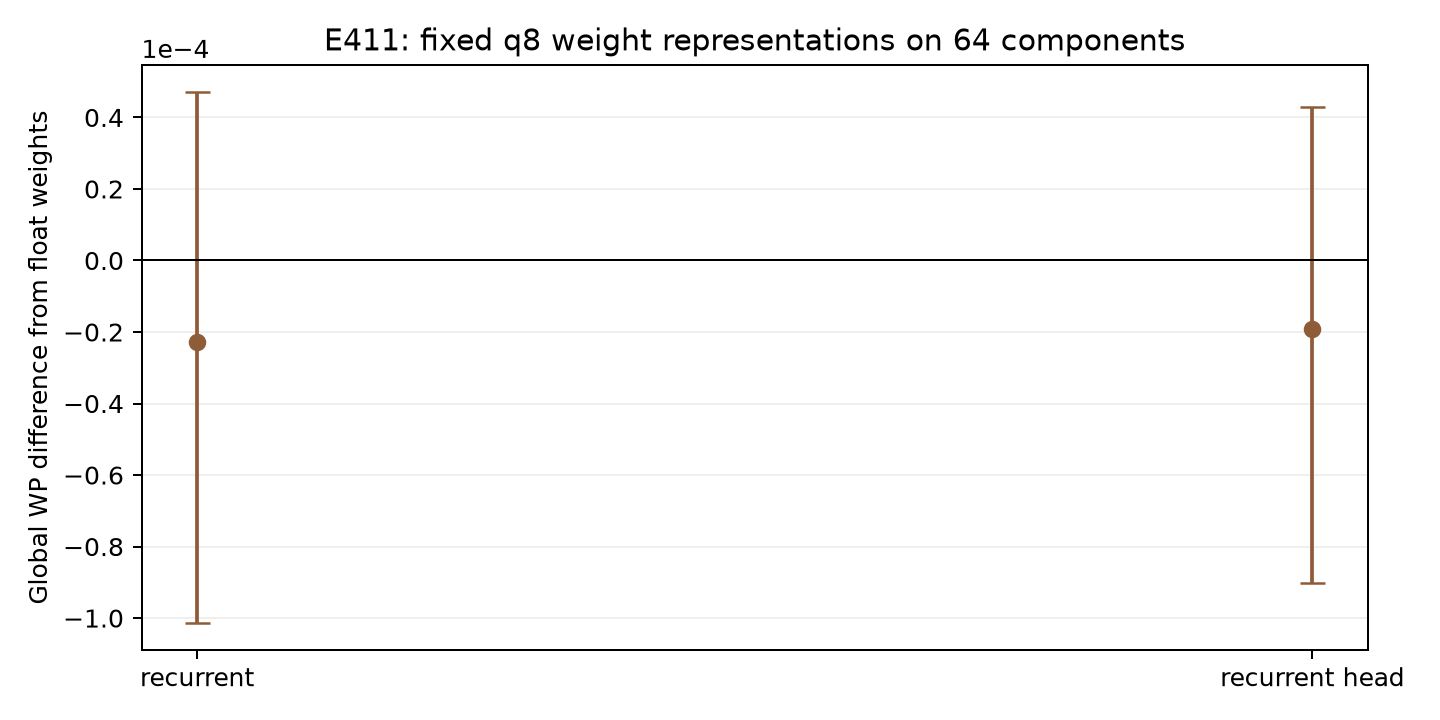 E411: fixed q8 weight representations on 64 components
1e−4
Global WP difference from float weights
0.4
0.2
0.0
−0.2
−0.4
−0.6
−0.8
−1.0
recurrent
recurrent head